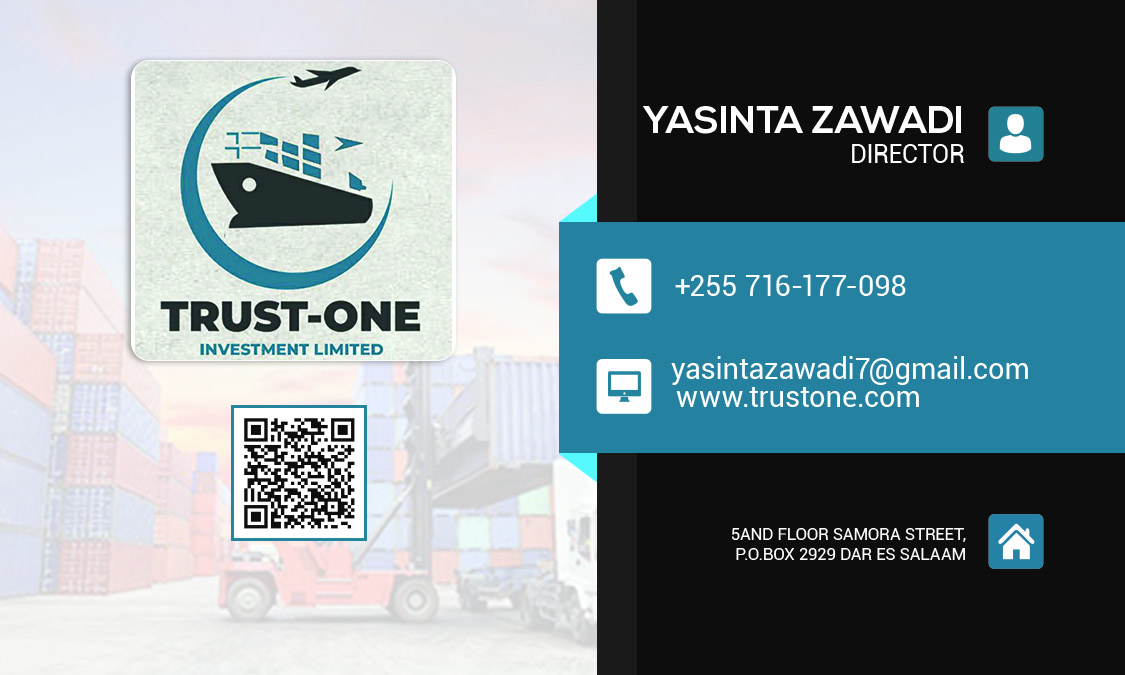 TRUST-ONE
INVESTMENT LIMITED
YASINTA ZAWADI
DIRECTOR
+255 716-177-098
yasintazawadi7@gmail.com
www.trustone.com
5AND FLOOR SAMORA STREET,
P.O.BOX 2929 DAR ES SALAAM